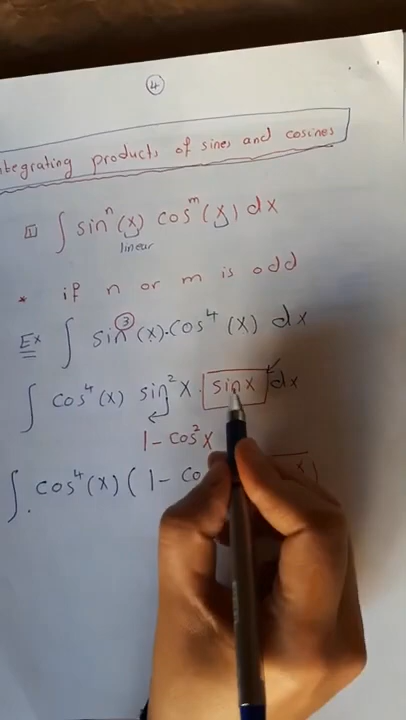 4
ntegrating products of sines and cosines
1 ∫ sinⁿ(x) cosᵐ(x) dx
linear
* if n or m is odd
Ex ∫ sin³(x).cos⁴(x) dx
∫ cos⁴(x) sin²x . sinx dx
1 - cos²x
∫. cos⁴(x) ( 1 - co x)